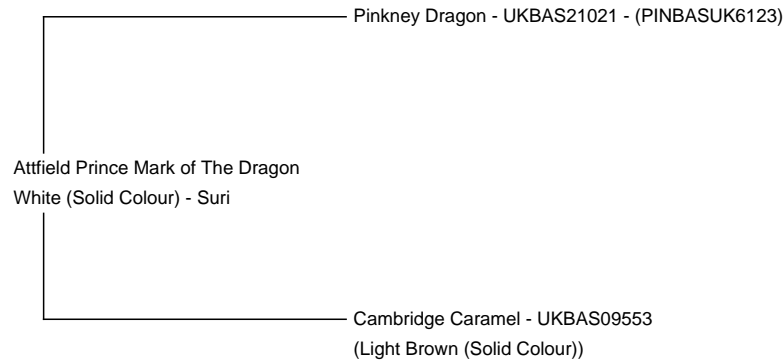 Pinkney Dragon - UKBAS21021 - (PINBASUK6123)
Attfield Prince Mark of The Dragon
White (Solid Colour) - Suri
Cambridge Caramel - UKBAS09553
(Light Brown (Solid Colour))